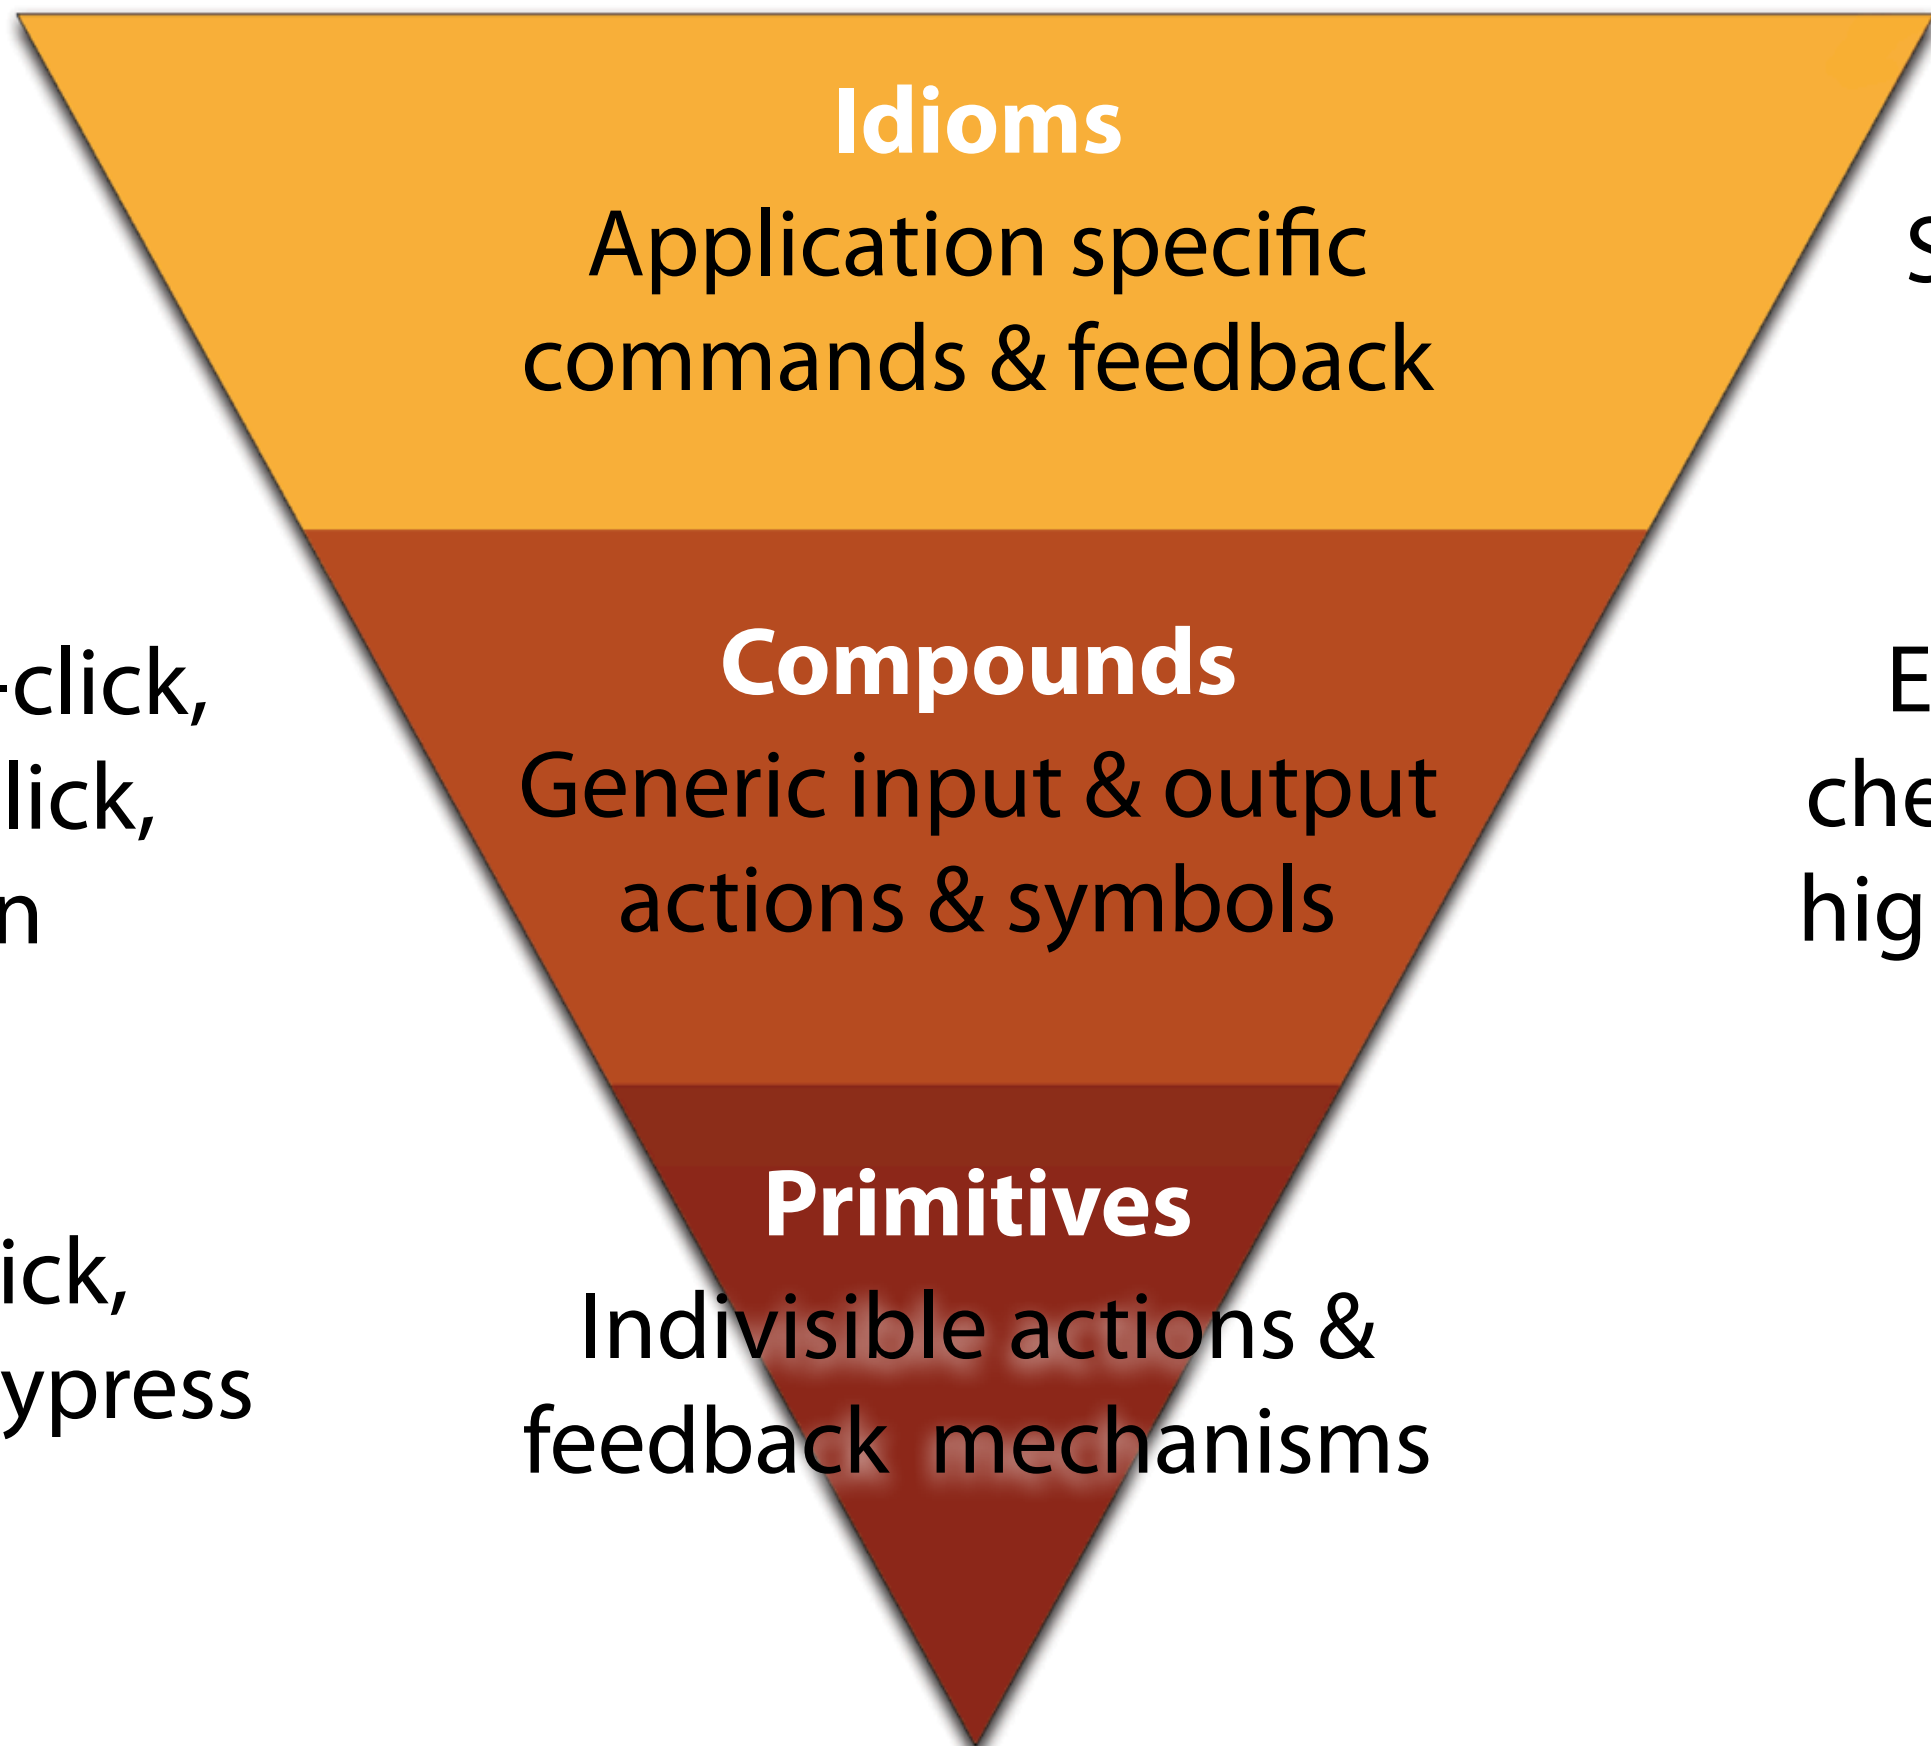 Idioms
Application specific
commands & feedback
-click,
lick,
n
Compounds
Generic input & output
actions & symbols
E
che
hig
ick,
ypress
Primitives
Indivisible actions &
feedback mechanisms